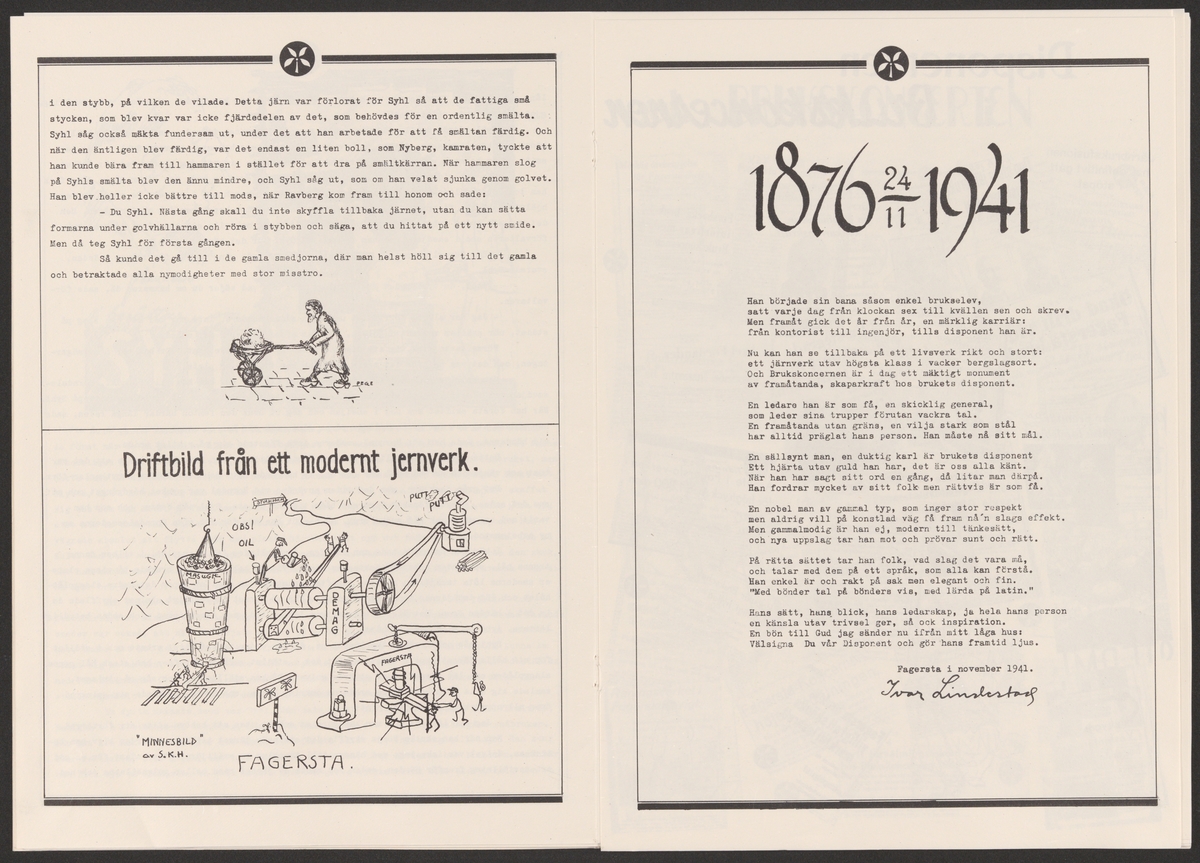 i den stybb, på vilken de vilade. Detta järn var förlorat för Syhl så att de fattiga små
stycken, som blev kvar var icke fjärdedelen av det, som behövdes för en ordentlig smälta.
Syhl såg också mäkta fundersam ut, under det att han arbetade för att få smältan färdig. Och
när den äntligen blev färdig, var det endast en liten boll, som Nyberg, kamraten, tyckte att
han kunde bära fram till hammaren i stället för att dra på smältkärran. När hammaren slog
på Syhls smälta blev den ännu mindre, och Syhl såg ut, som om han velat sjunka genom golvet.
Han blev heller icke bättre till mods, när Ravberg kom fram till honom och sade:
- Du Syhl. Nästa gång skall du inte skyffla tillbaka järnet, utan du kan sätta
formarna under golvhällarna och röra i stybben och säga, att du hittat på ett nytt smide.
Men då teg Syhl för första gången.
Så kunde det gå till i de gamla smedjorna, där man helst höll sig till det gamla
och betraktade alla nymodigheter med stor misstro.
Driftbild från ett modernt jernverk.
PUTT
PUTT
OBS!
OIL
MASUGN
DEMAG
FAGERSTA
"MINNESBILD"
av S.K.H.
FAGERSTA.
1876 24/11 1941
Han började sin bana såsom enkel brukselev,
satt varje dag från klockan sex till kvällen sen och skrev.
Men framåt gick det år från år, en märklig karriär:
från kontorist till ingenjör, tills disponent han är.
Nu kan han se tillbaka på ett livsverk rikt och stort:
ett järnverk utav högsta klass i vacker bergslagsort.
Och Brukskoncernen är i dag ett mäktigt monument
av framåtanda, skaparkraft hos brukets disponent.
En ledare han är som få, en skicklig general,
som leder sina trupper förutan vackra tal.
En framåtanda utan gräns, en vilja stark som stål
har alltid präglat hans person. Han måste nå sitt mål.
En sällsynt man, en duktig karl är brukets disponent
Ett hjärta utav guld han har, det är oss alla känt.
När han har sagt sitt ord en gång, då litar man därpå.
Han fordrar mycket av sitt folk men rättvis är som få.
En nobel man av gammal typ, som inger stor respekt
men aldrig vill på konstlad väg få fram nå'n slags effekt.
Men gammalmodig är han ej, modern till tänkesätt,
och nya uppslag tar han mot och prövar sunt och rätt.
På rätta sättet tar han folk, vad slag det vara må,
och talar med dem på ett språk, som alla kan förstå.
Han enkel är och rakt på sak men elegant och fin.
"Med bönder tal på bönders vis, med lärda på latin."
Hans sätt, hans blick, hans ledarskap, ja hela hans person
en känsla utav trivsel ger, så ock inspiration.
En bön till Gud jag sänder nu ifrån mitt låga hus:
Välsigna Du vår Disponent och gör hans framtid ljus.
Fagersta i november 1941.
Ivar Lindestad